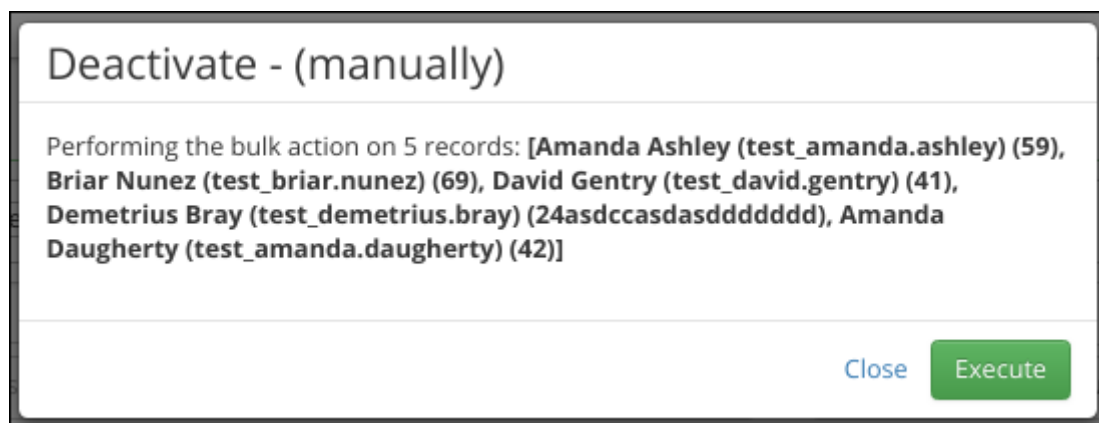 Deactivate - (manually)
Performing the bulk action on 5 records: [Amanda Ashley (test_amanda.ashley) (59),
Briar Nunez (test_briar.nunez) (69), David Gentry (test_david.gentry) (41),
Demetrius Bray (test_demetrius.bray) (24asdccasdasddddddd), Amanda
Daugherty (test_amanda.daugherty) (42)]
Close Execute